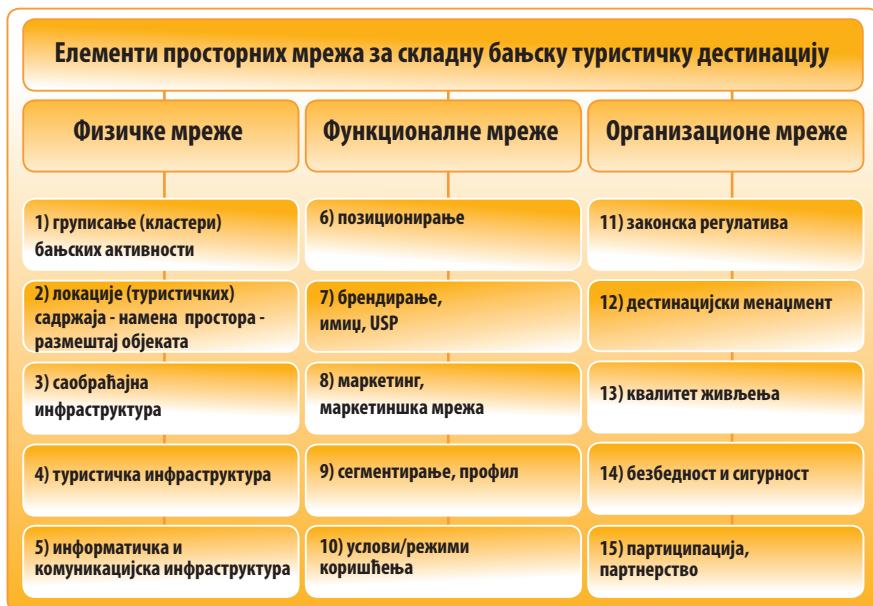 Елементи просторних мрежа за складну бањску туристичку дестинацију
Физичке мреже
1) груписање (кластери)
бањских активности
2) локације (туристичких)
садржаја - намена простора -
размештај објеката
3) саобраћајна
инфраструктура
4) туристичка инфраструктура
5) информатичка и
комуникацијска инфраструктура
Функционалне мреже
6) позиционирање
7) брендирање,
имиџ, USP
8) маркетинг,
маркетиншка мрежа
9) сегментирање, профил
10) услови/режими
коришћења
Организационе мреже
11) законска регулатива
12) дестинацијски менаџмент
13) квалитет живљења
14) безбедност и сигурност
15) партиципација,
партнерство